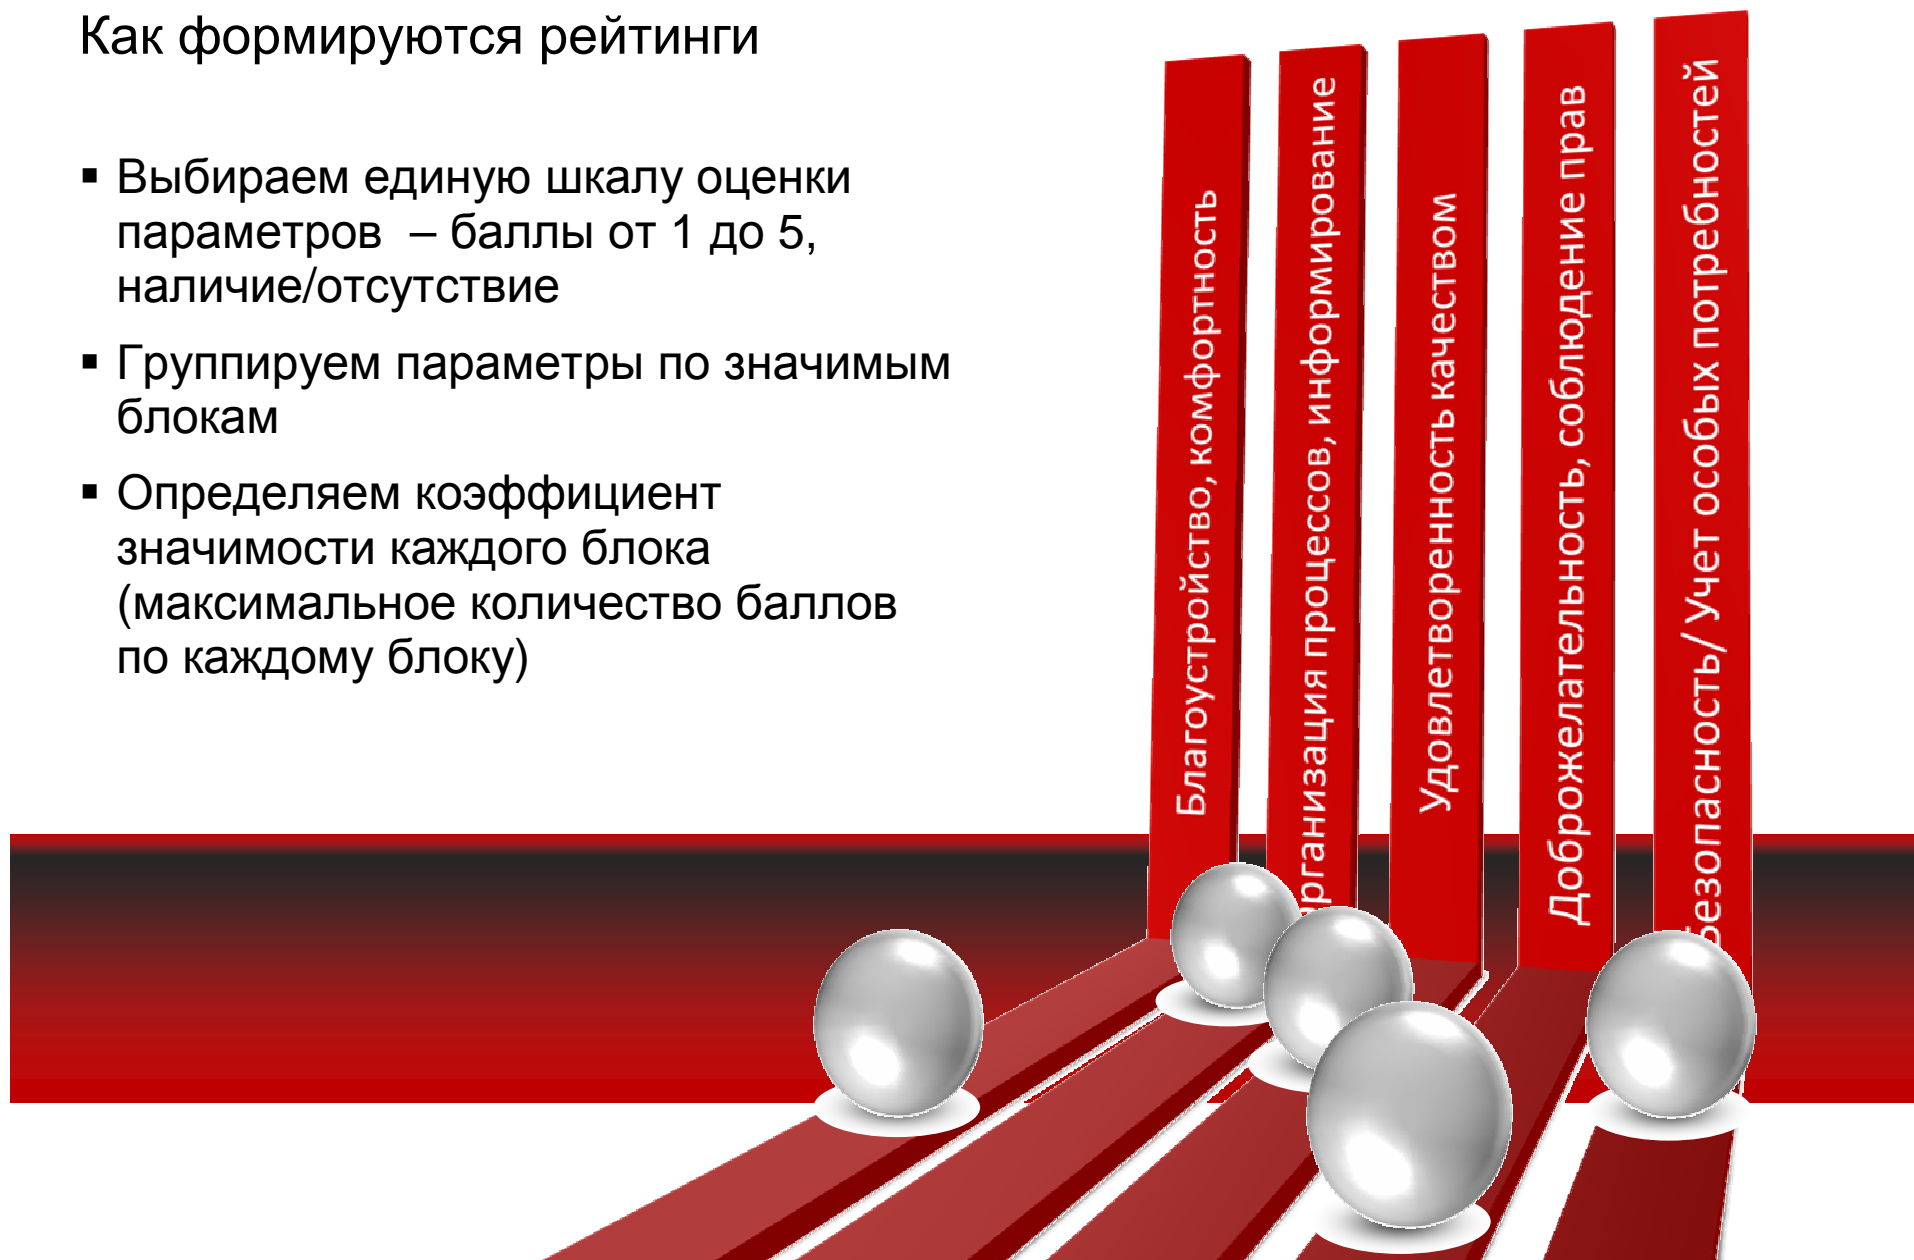 Как формируются рейтинги
▪ Выбираем единую шкалу оценки
параметров – баллы от 1 до 5,
наличие/отсутствие
▪ Группируем параметры по значимым
блокам
▪ Определяем коэффициент
значимости каждого блока
(максимальное количество баллов
по каждому блоку)
Благоустройство, комфортность
рганизация процессов, информирование
Удовлетворенность качеством
Доброжелательность, соблюдение прав
Безопасность/ Учет особых потребностей